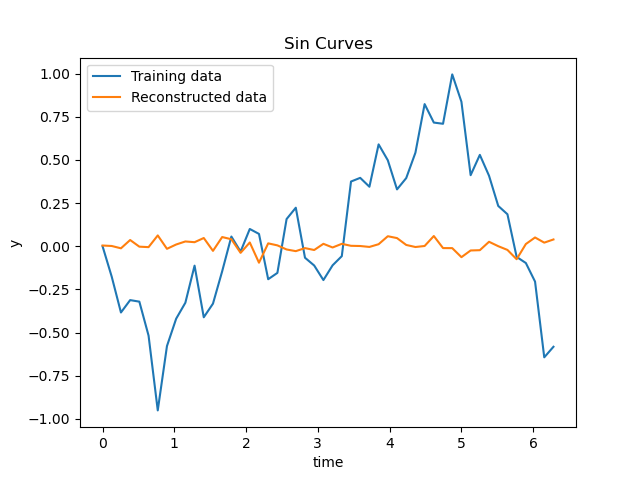 Sin Curves
Training data
Reconstructed data
1.00
0.75
0.50
0.25
0.00
−0.25
−0.50
−0.75
−1.00
y
0 1 2 3 4 5 6
time